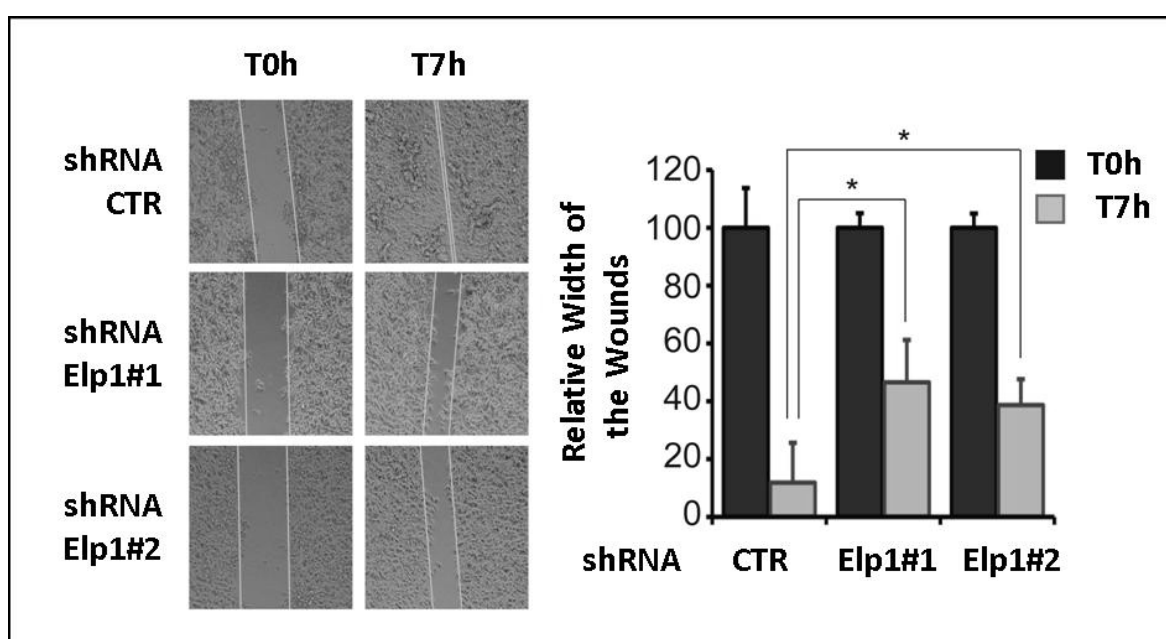 T0h T7h
shRNA
CTR
shRNA
Elp1#1
shRNA
Elp1#2
Relative Width of
the Wounds
120
100
80
60
40
20
0
*
*
T0h
T7h
shRNA CTR Elp1#1 Elp1#2